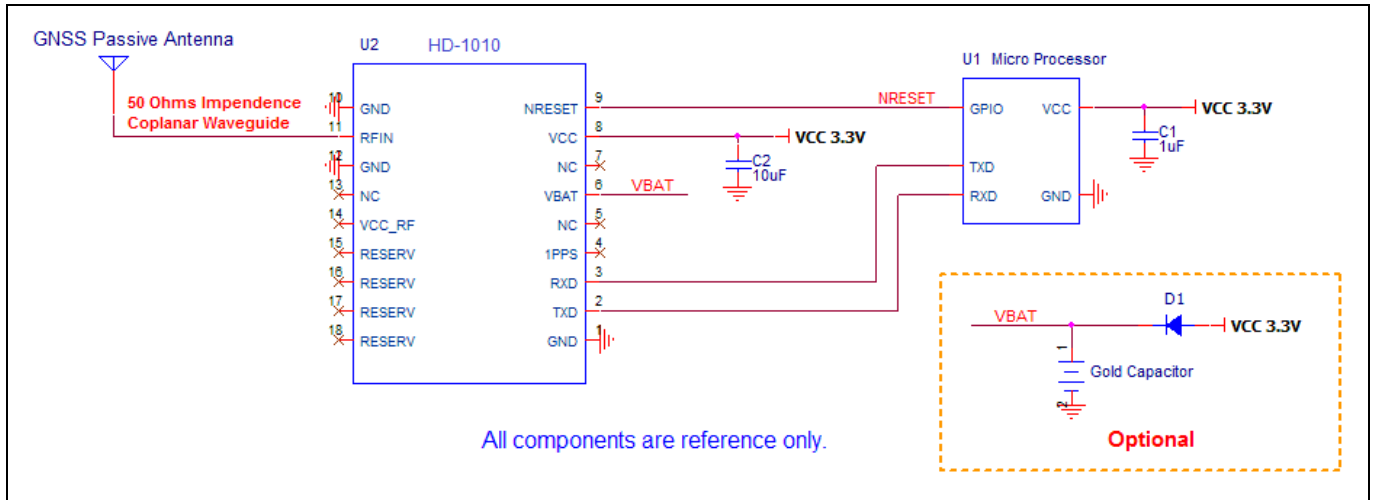 GNSS Passive Antenna
50 Ohms Impendence
Coplanar Waveguide
U2 HD-1010
10 GND
11 RFIN
12 GND
13 NC
14 VCC_RF
15 RESERV
16 RESERV
17 RESERV
18 RESERV
NRESET 9
VCC 8
NC 7
VBAT 6
NC 5
1PPS 4
RXD 3
TXD 2
GND 1
NRESET
VCC 3.3V
C2
10uF
VBAT
U1 Micro Processor
GPIO VCC
TXD
RXD GND
VCC 3.3V
C1
1uF
D1
VBAT
VCC 3.3V
1
Gold Capacitor
2
Optional
All components are reference only.